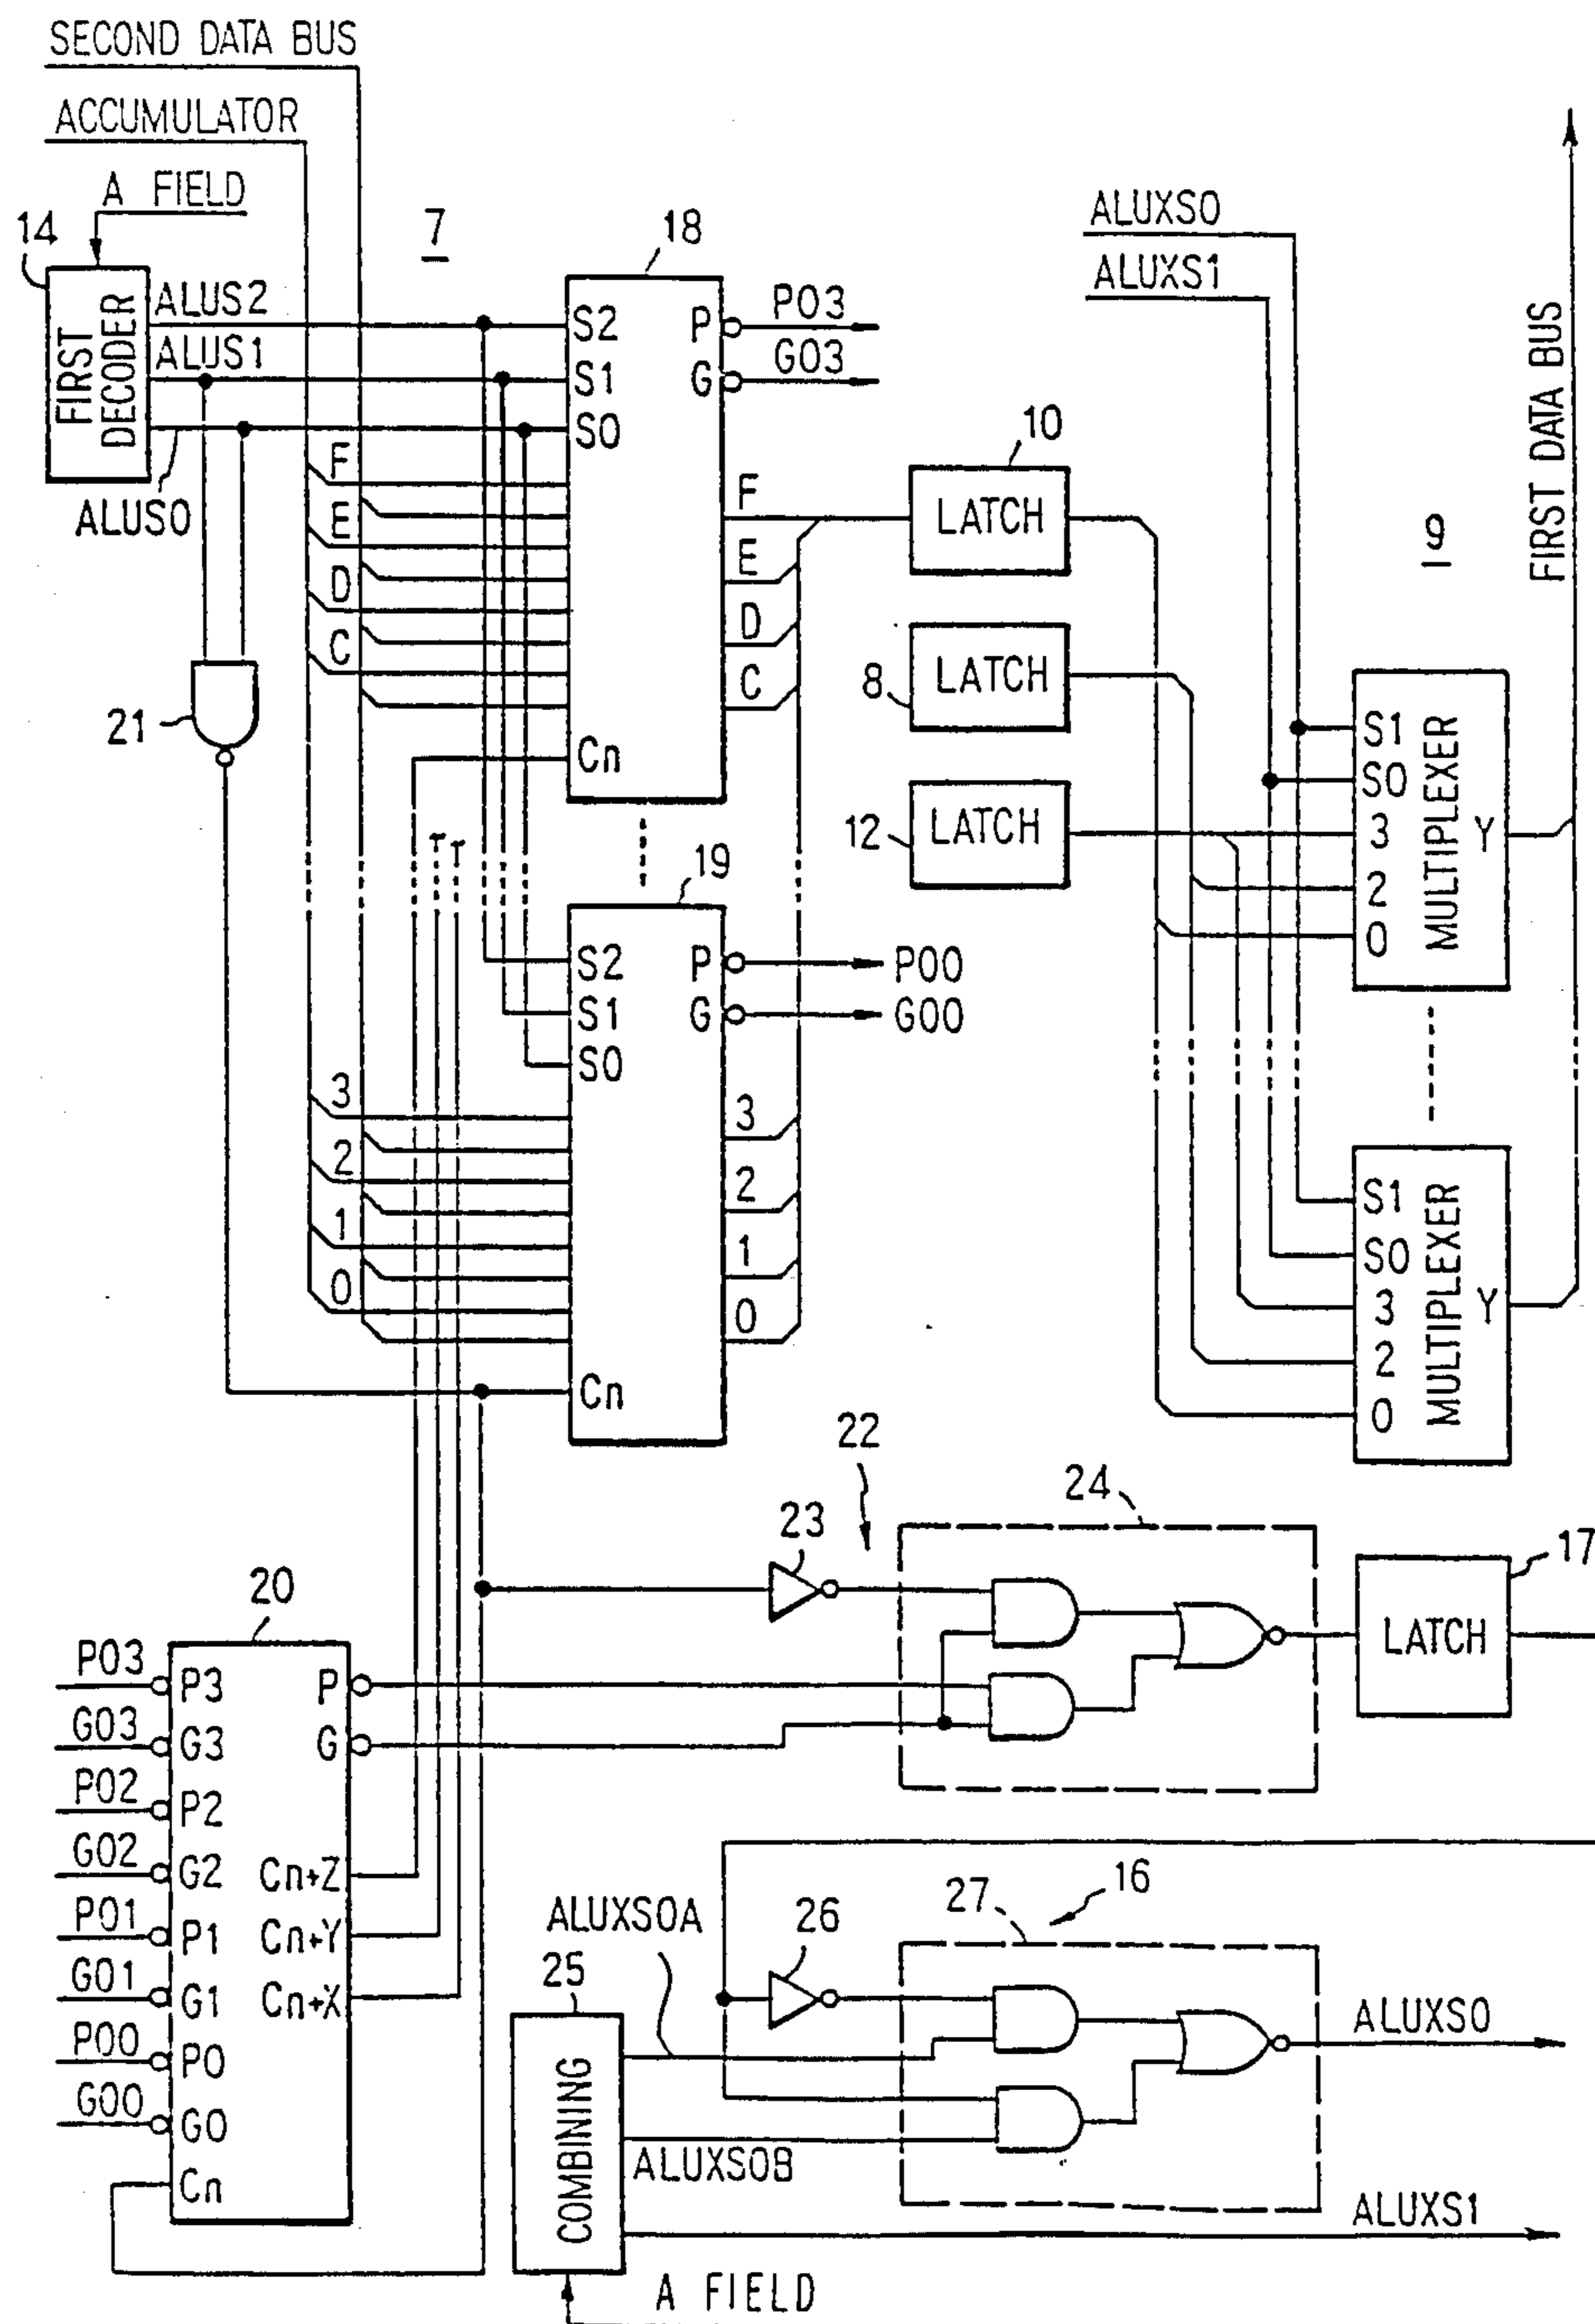 SECOND DATA BUS
ACCUMULATOR
A FIELD
14
7
18
ALUXS0
ALUXS1
FIRST DATA BUS
FIRST DECODER
ALUS2
ALUS1
ALUS0
S2
S1
S0
P
G
P03
G03
F
E
D
C
F
E
D
C
Cn
21
10
LATCH
8
LATCH
12
LATCH
9
S1
S0
3
2
0
Y
MULTIPLEXER
19
S2
S1
S0
P
G
P00
G00
3
2
1
0
3
2
1
0
Cn
S1
S0
3
2
0
Y
MULTIPLEXER
22
23
24
17
LATCH
20
P03
G03
P02
G02
P01
G01
P00
G00
P3
G3
P2
G2
P1
G1
P0
G0
Cn
P
G
Cn+Z
Cn+Y
Cn+X
ALUXS0A
25
26
27
16
COMBINING
ALUXS0B
ALUXS0
ALUXS1
A FIELD